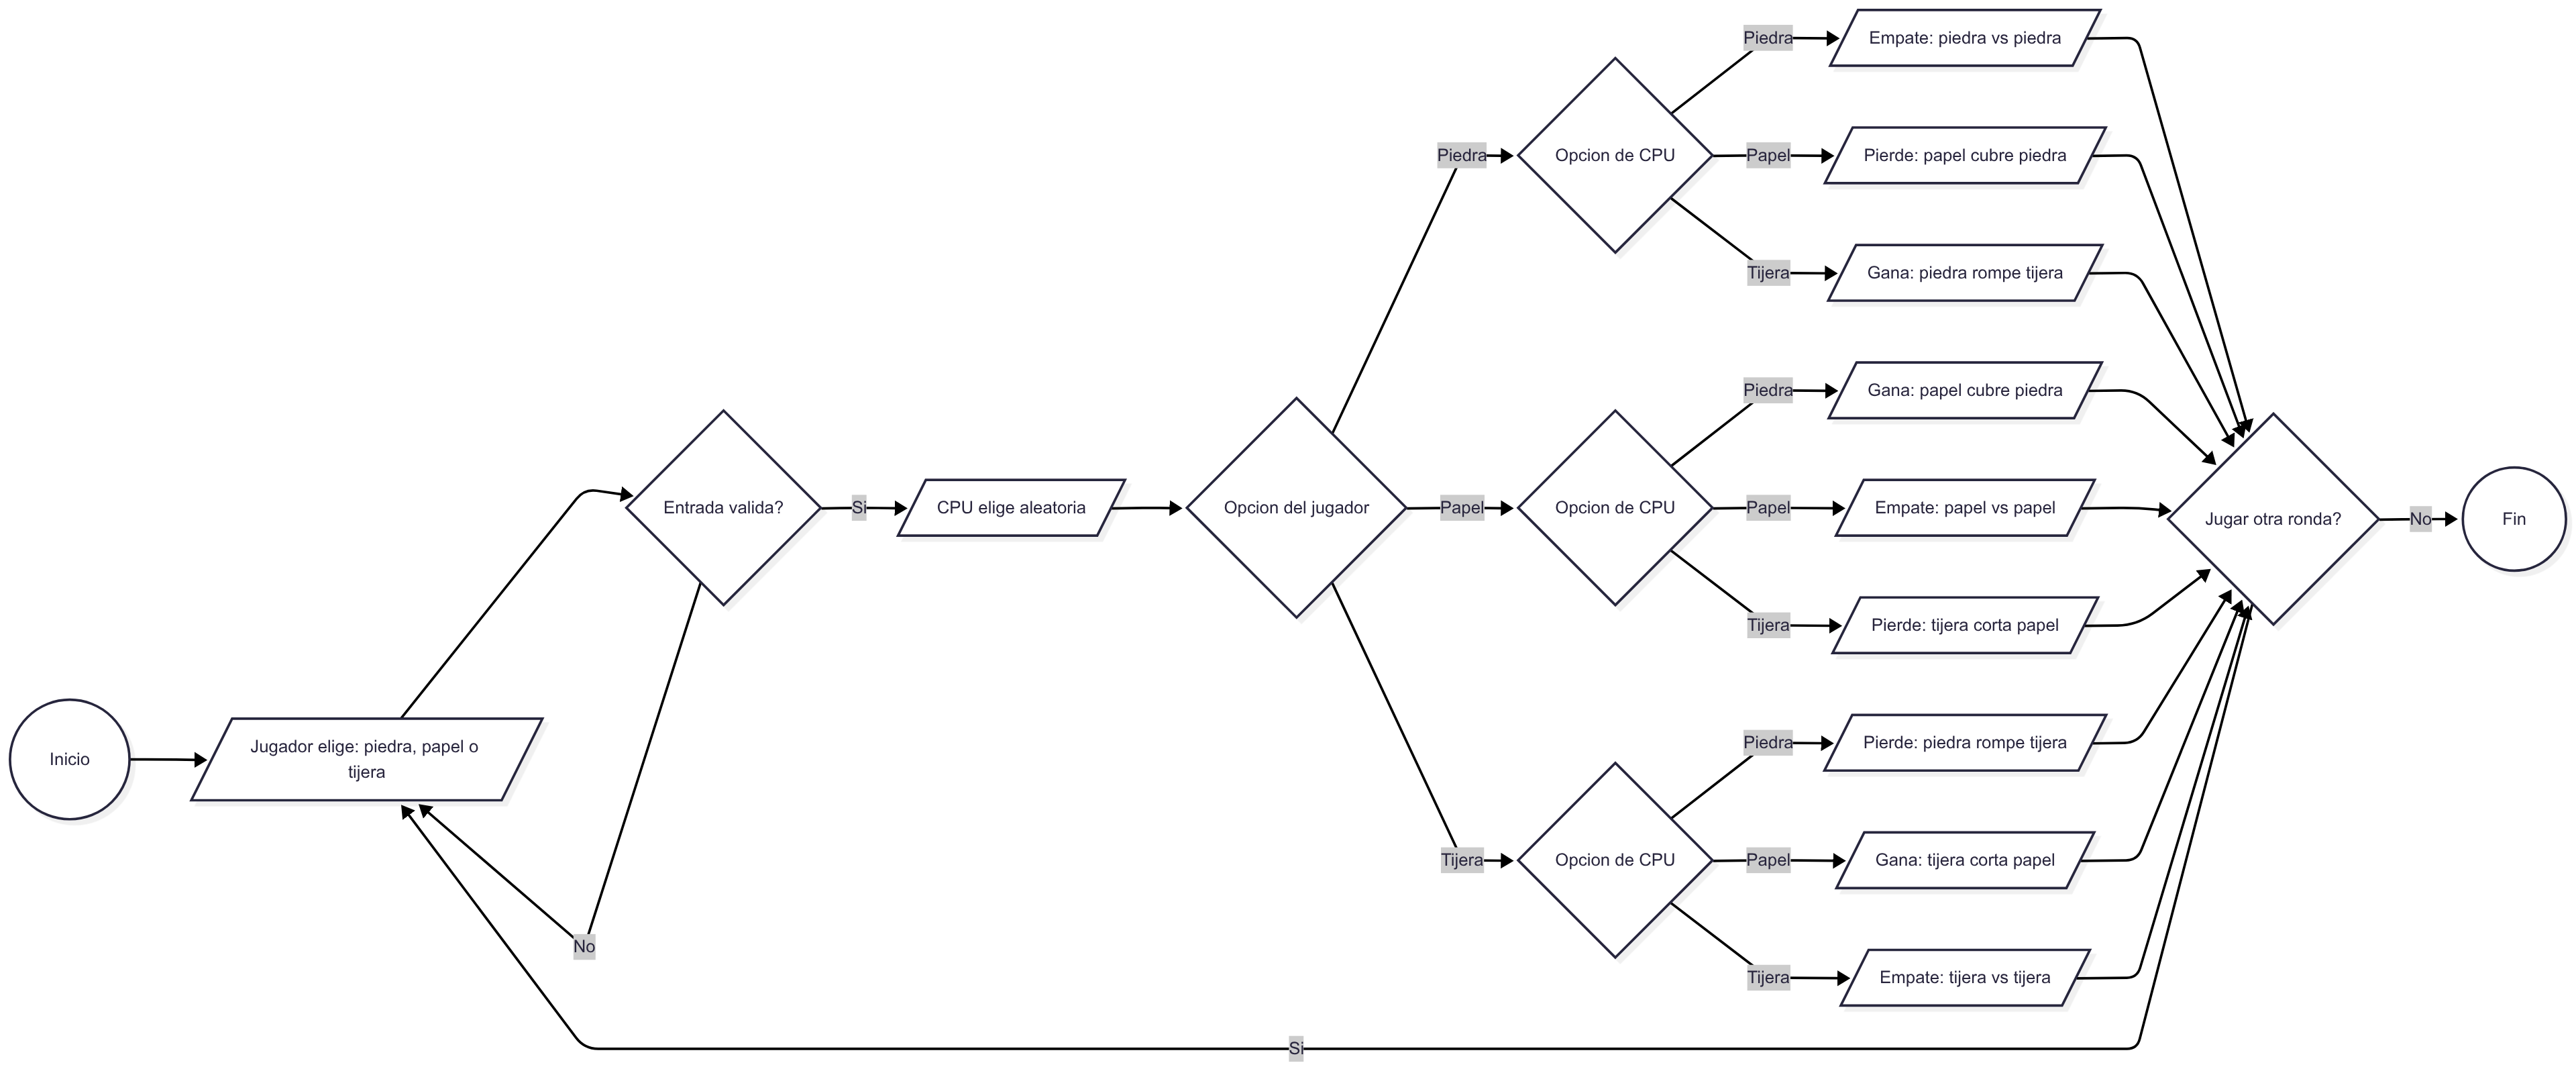 Inicio
Jugador elige: piedra, papel o
tijera
Entrada valida?
No
Si
CPU elige aleatoria
Opcion del jugador
Piedra
Opcion de CPU
Piedra
Empate: piedra vs piedra
Papel
Pierde: papel cubre piedra
Tijera
Gana: piedra rompe tijera
Papel
Opcion de CPU
Piedra
Gana: papel cubre piedra
Papel
Empate: papel vs papel
Tijera
Pierde: tijera corta papel
Tijera
Opcion de CPU
Piedra
Pierde: piedra rompe tijera
Papel
Gana: tijera corta papel
Tijera
Empate: tijera vs tijera
Jugar otra ronda?
Si
No
Fin